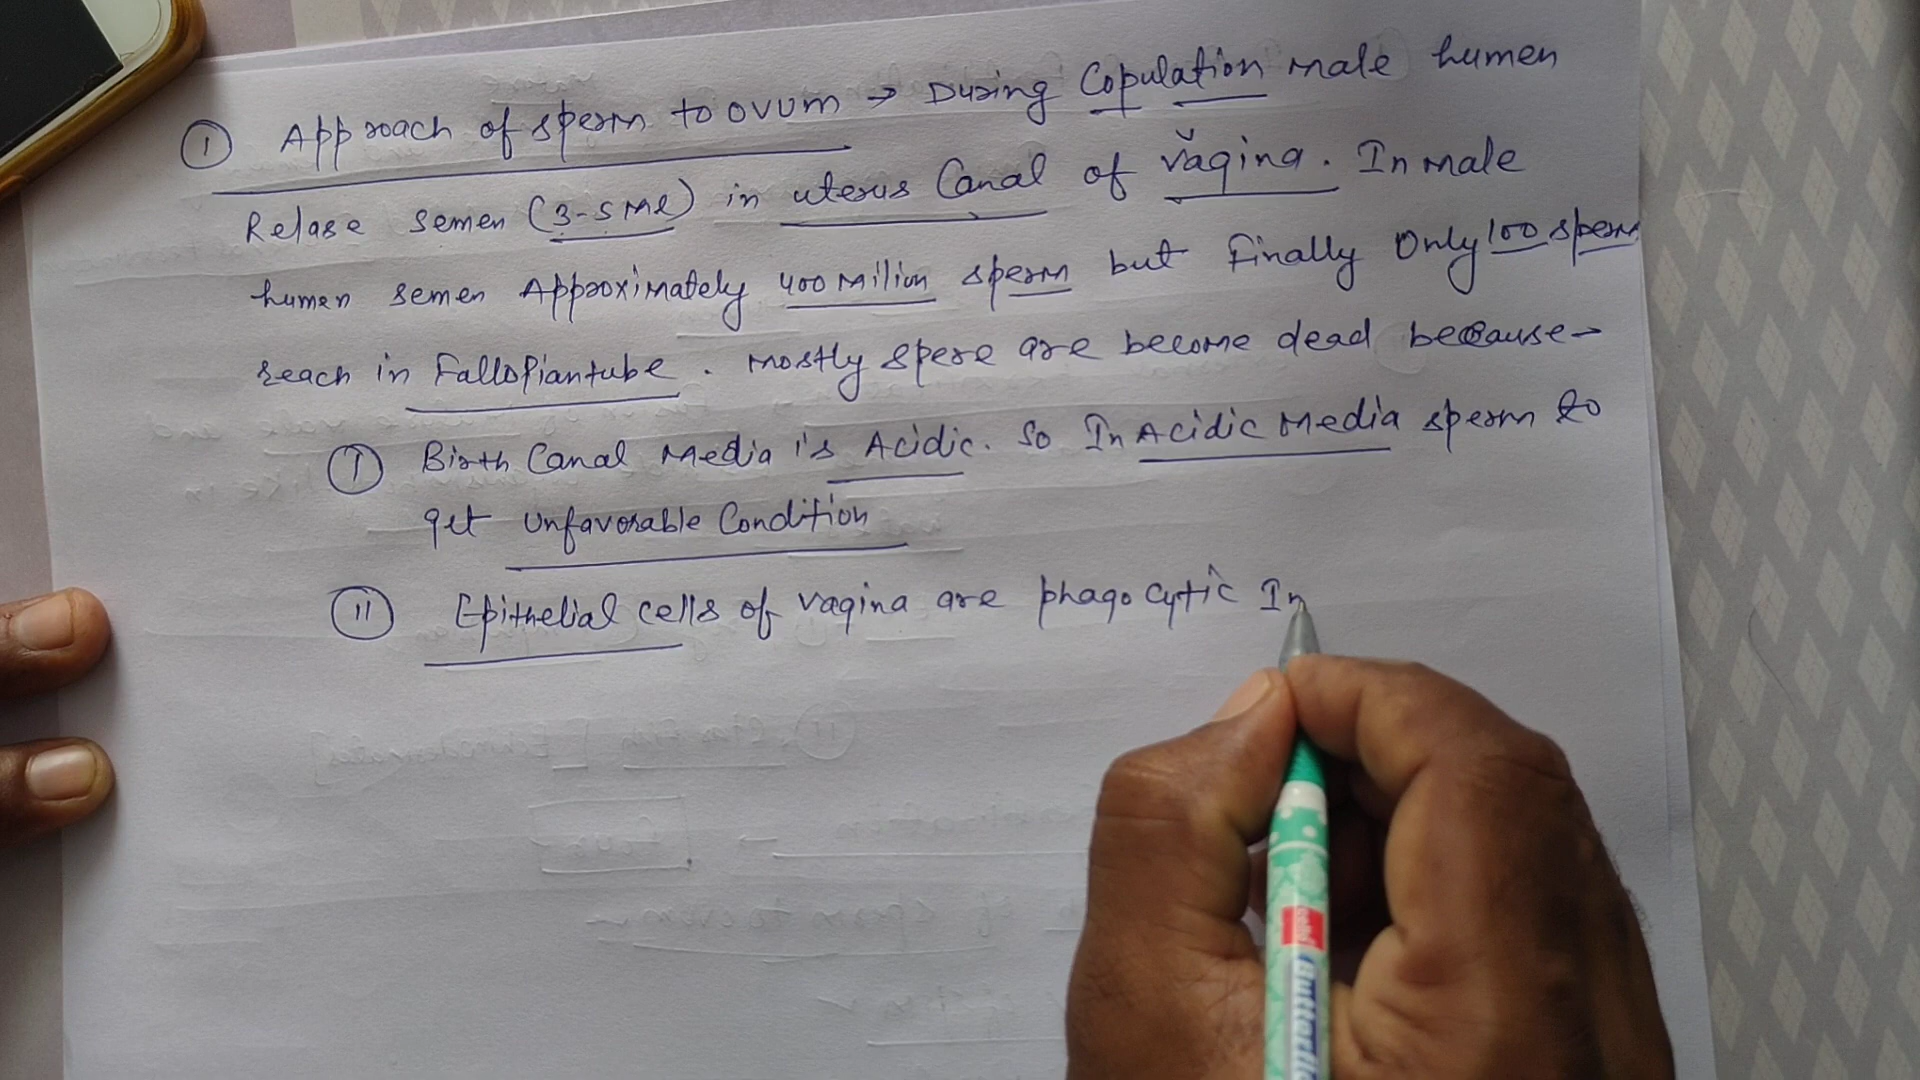 ① Approach of sperm to ovum → During Copulation male humen
Relase semen (3-5 ml) in uterus Canal of vagina. In male
humen semen Approximately 400 Milion sperm but finally Only 100 sperm
reach in Fallopiantube. mostly spere are become dead because→
Ⓘ Birth Canal Media is Acidic. So In Acidic Media sperm to
get Unfavorable Condition
Ⓘⓘ Epithelial cells of vagina are phagocytic In